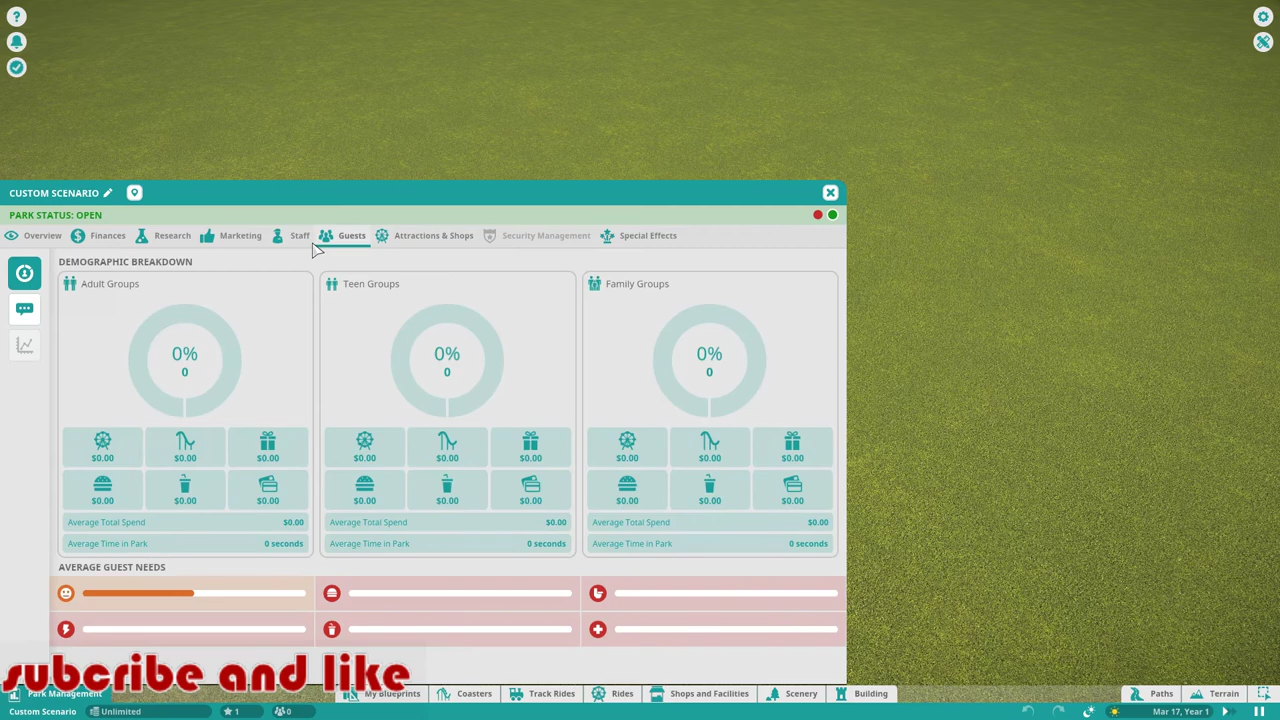 CUSTOM SCENARIO
PARK STATUS: OPEN
Overview Finances Research Marketing Staff Guests Attractions & Shops Security Management Special Effects
DEMOGRAPHIC BREAKDOWN
Adult Groups Teen Groups Family Groups
0% 0% 0%
0 0 0
$0.00 $0.00 $0.00 $0.00 $0.00 $0.00 $0.00 $0.00 $0.00
$0.00 $0.00 $0.00 $0.00 $0.00 $0.00 $0.00 $0.00 $0.00
Average Total Spend $0.00 Average Total Spend $0.00 Average Total Spend $0.00
Average Time in Park 0 seconds Average Time in Park 0 seconds Average Time in Park 0 seconds
AVERAGE GUEST NEEDS
subcribe and like
Park Management My Blueprints Coasters Track Rides Rides Shops and Facilities Scenery Building Paths Terrain
Custom Scenario Unlimited 1 0 Mar 17, Year 1